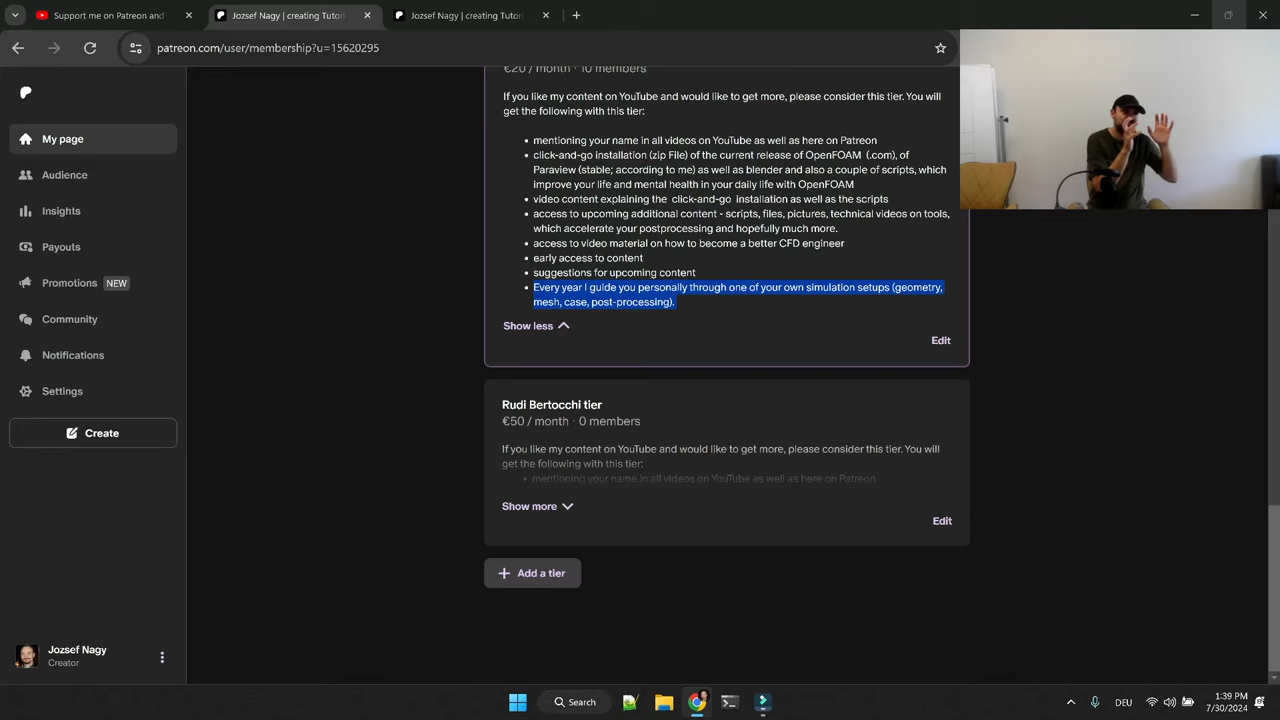 Support me on Patreon and
Jozsef Nagy | creating Tutori
Jozsef Nagy | creating Tutori
patreon.com/user/membership?u=15620295
My page
Audience
Insights
Payouts
Promotions NEW
Community
Notifications
Settings
Create
Jozsef Nagy
Creator
€20 / month · 10 members
If you like my content on YouTube and would like to get more, please consider this tier. You will
get the following with this tier:
• mentioning your name in all videos on YouTube as well as here on Patreon
• click-and-go installation (zip File) of the current release of OpenFOAM (.com), of
Paraview (stable; according to me) as well as blender and also a couple of scripts, which
improve your life and mental health in your daily life with OpenFOAM
• video content explaining the click-and-go installation as well as the scripts
• access to upcoming additional content - scripts, files, pictures, technical videos on tools,
which accelerate your postprocessing and hopefully much more.
• access to video material on how to become a better CFD engineer
• early access to content
• suggestions for upcoming content
• Every year I guide you personally through one of your own simulation setups (geometry,
mesh, case, post-processing).
Show less
Edit
Rudi Bertocchi tier
€50 / month · 0 members
If you like my content on YouTube and would like to get more, please consider this tier. You will
get the following with this tier:
• mentioning your name in all videos on YouTube as well as here on Patreon
Show more
Edit
+ Add a tier
Search
DEU
1:39 PM
7/30/2024